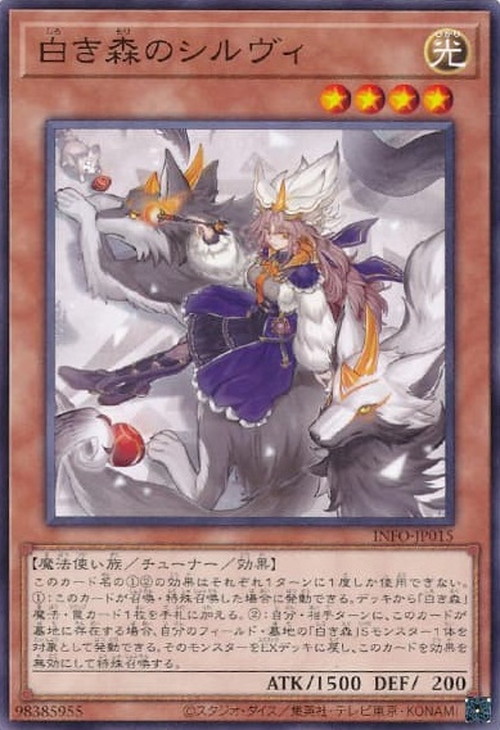 白き森のシルヴィ
光
INFO-JP015
【魔法使い族/チューナー/効果】
このカード名の①②の効果はそれぞれ1ターンに1度しか使用できない。
①:このカードが召喚・特殊召喚した場合に発動できる。デッキから「白き森」
魔法・罠カード1枚を手札に加える。②:自分・相手ターンに、このカードが
墓地に存在する場合、自分のフィールド・墓地の「白き森」Sモンスター1体を
対象として発動できる。そのモンスターをEXデッキに戻し、このカードを効果を
無効にして特殊召喚する。
ATK/1500 DEF/ 200
98385955
©スタジオ・ダイス/集英社・テレビ東京・KONAMI